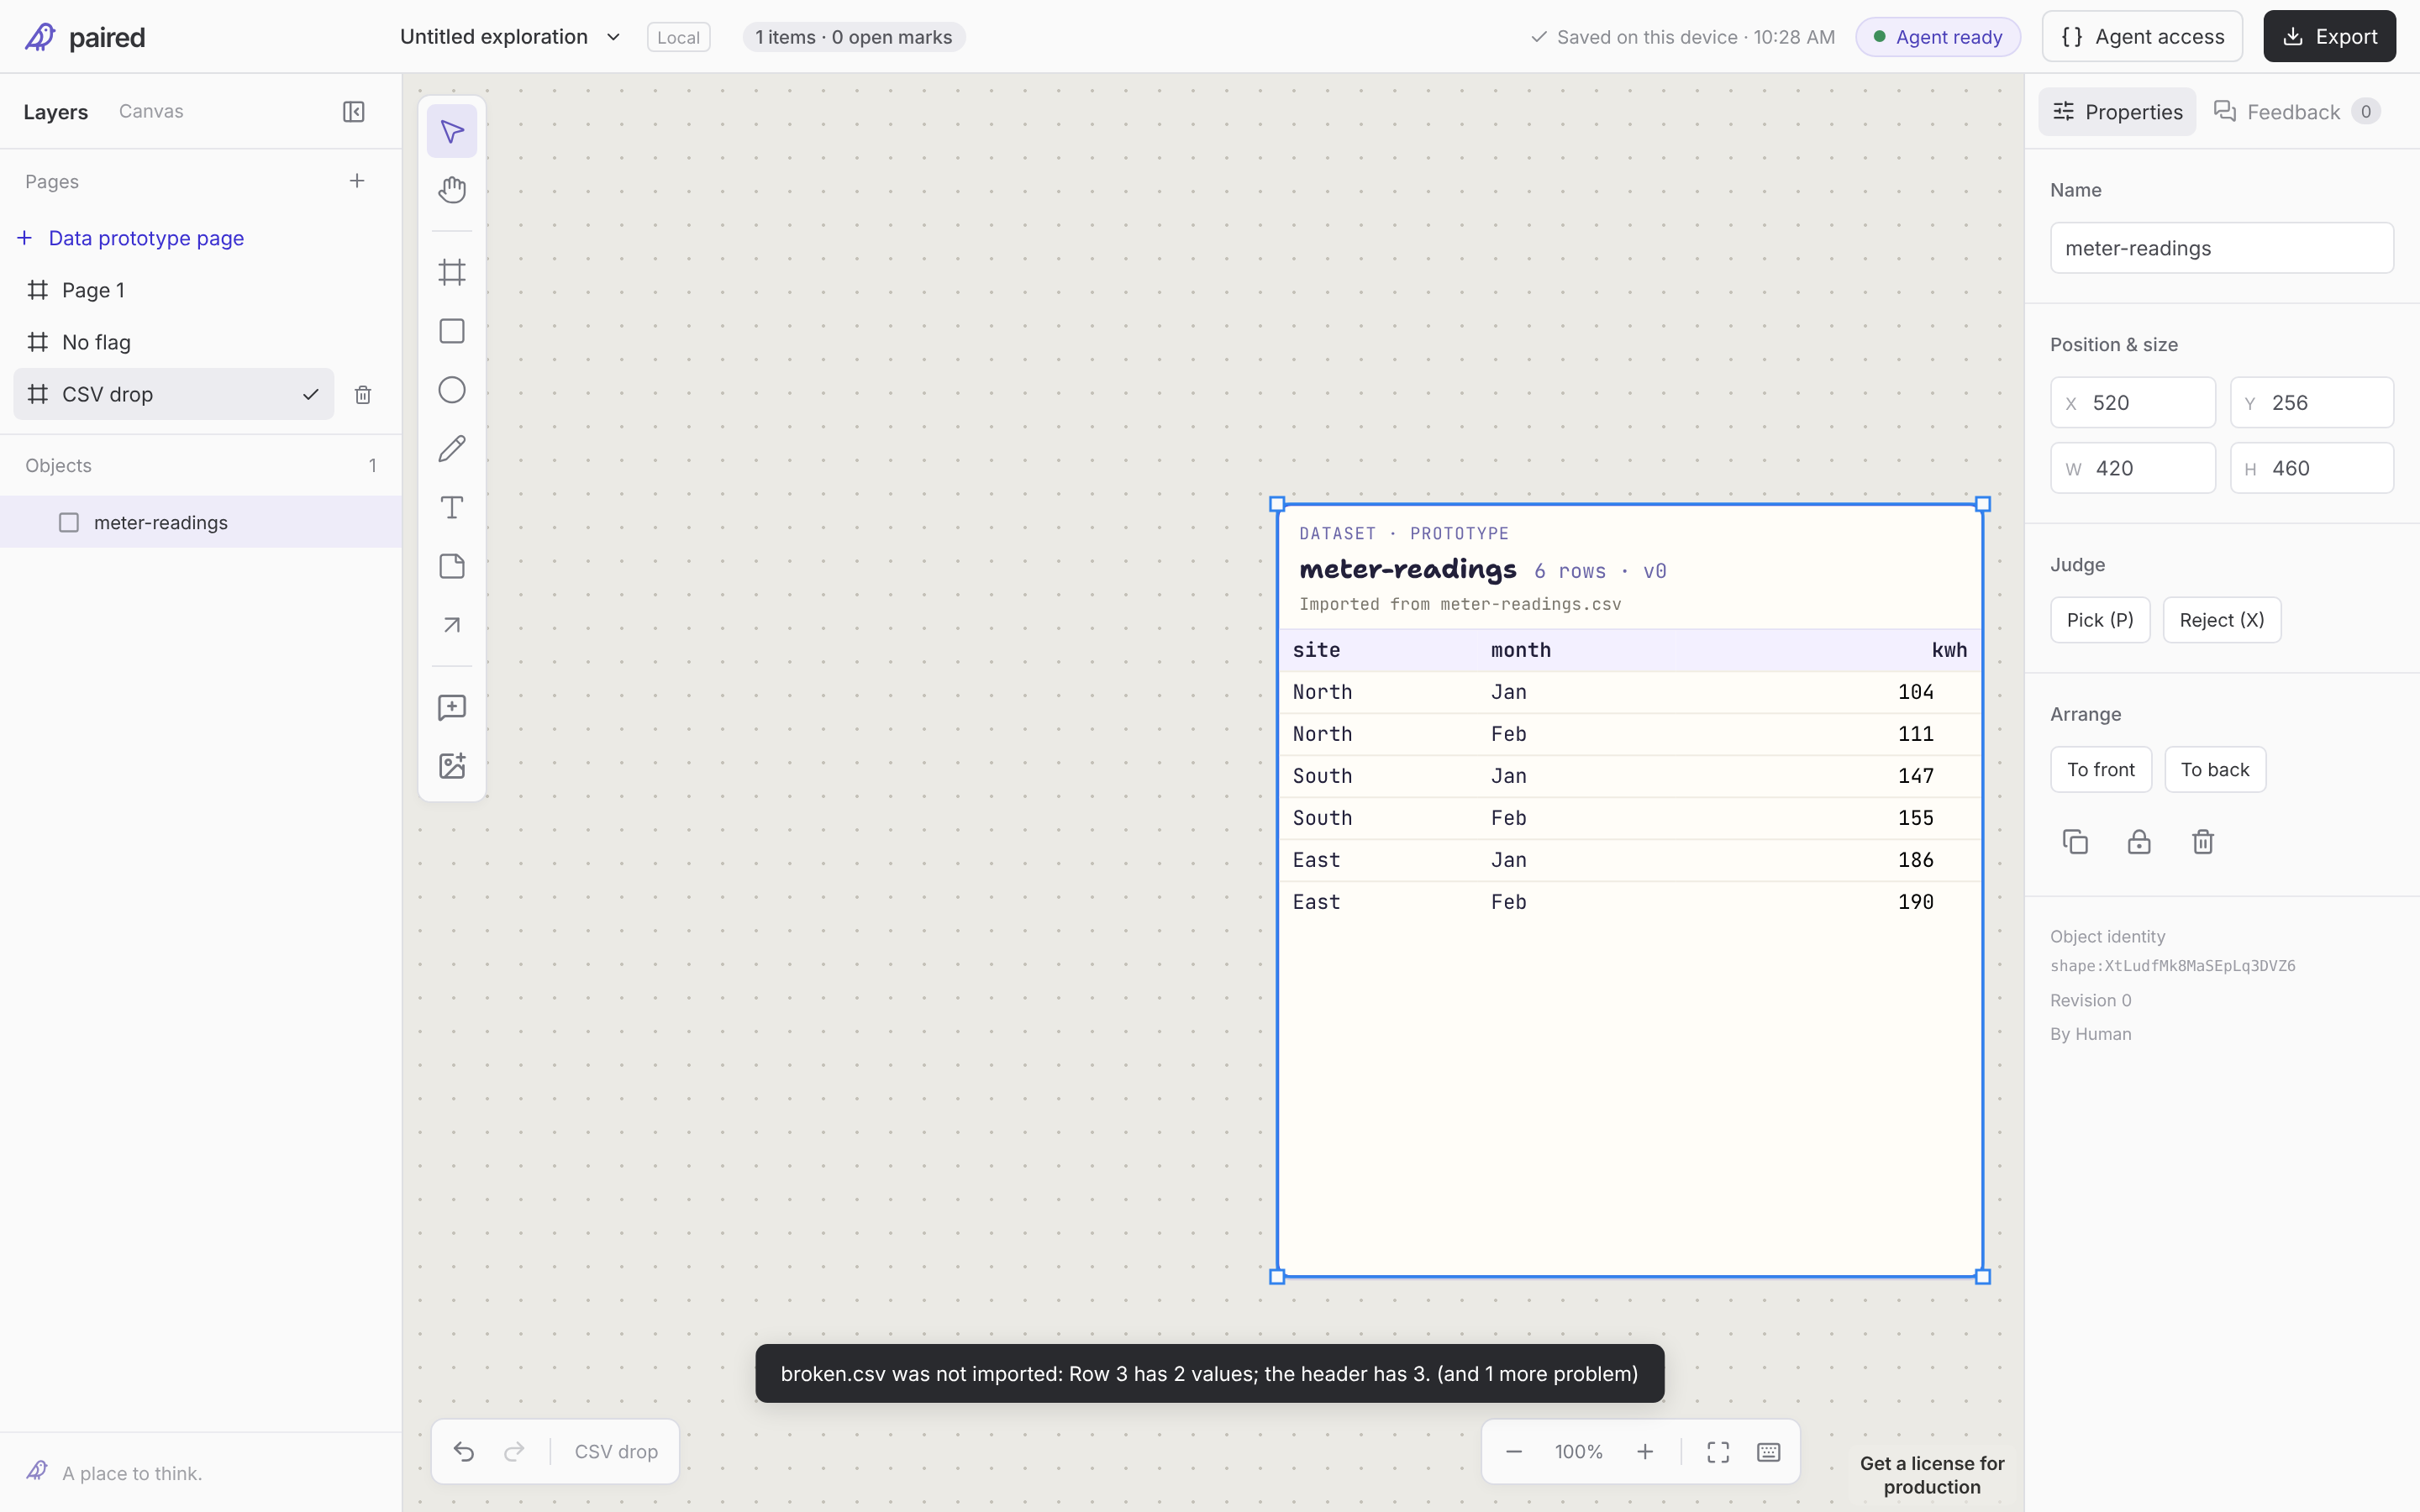 paired
Untitled exploration
Local
1 items · 0 open marks
Saved on this device · 10:28 AM
Agent ready
{ } Agent access
Export
Layers
Canvas
Pages
Data prototype page
Page 1
No flag
CSV drop
Objects
1
meter-readings
A place to think.
DATASET · PROTOTYPE
meter-readings 6 rows · v0
Imported from meter-readings.csv
site month kwh
North Jan 104
North Feb 111
South Jan 147
South Feb 155
East Jan 186
East Feb 190
broken.csv was not imported: Row 3 has 2 values; the header has 3. (and 1 more problem)
CSV drop
100%
Get a license for
production
Properties
Feedback 0
Name
meter-readings
Position & size
X 520 Y 256
W 420 H 460
Judge
Pick (P) Reject (X)
Arrange
To front To back
Object identity
shape:XtLudfMk8MaSEpLq3DVZ6
Revision 0
By Human